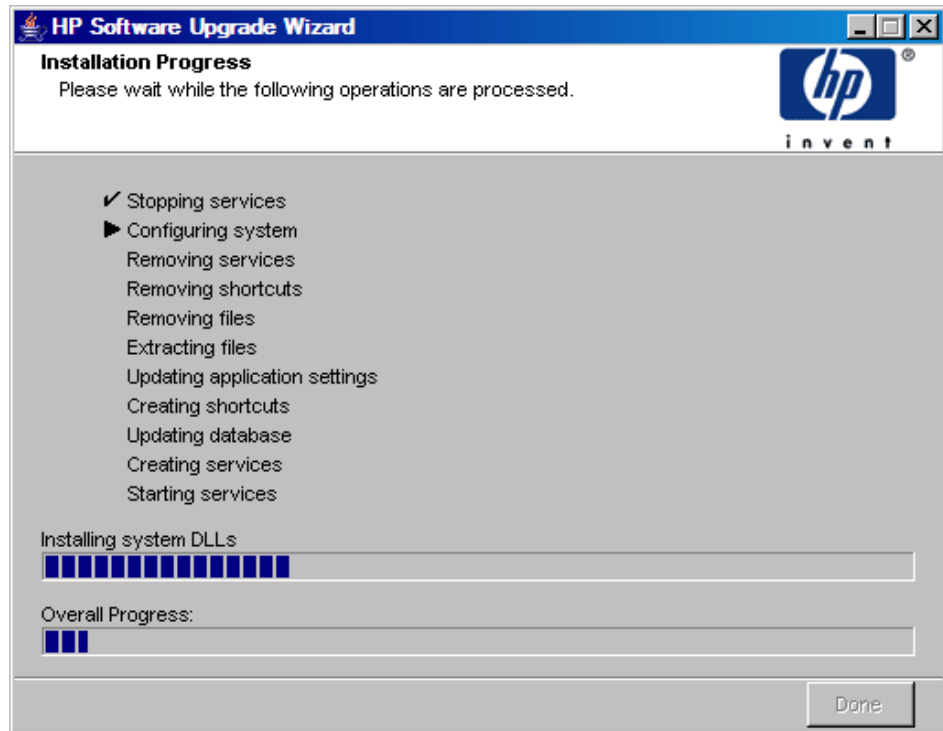 HP Software Upgrade Wizard
Installation Progress
Please wait while the following operations are processed.
hp ®
invent
Stopping services
Configuring system
Removing services
Removing shortcuts
Removing files
Extracting files
Updating application settings
Creating shortcuts
Updating database
Creating services
Starting services
Installing system DLLs
Overall Progress:
Done